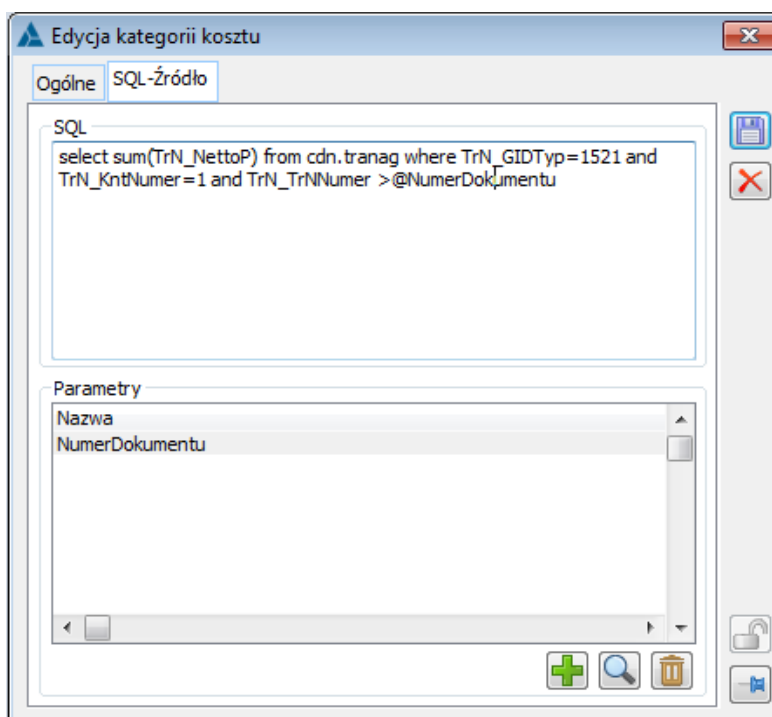 Edycja kategorii kosztu
Ogólne
SQL-Źródło
SQL
select sum(TrN_NettoP) from cdn.tranag where TrN_GIDTyp=1521 and
TrN_KntNumer=1 and TrN_TrNNumer >@NumerDokumentu
Parametry
Nazwa
NumerDokumentu